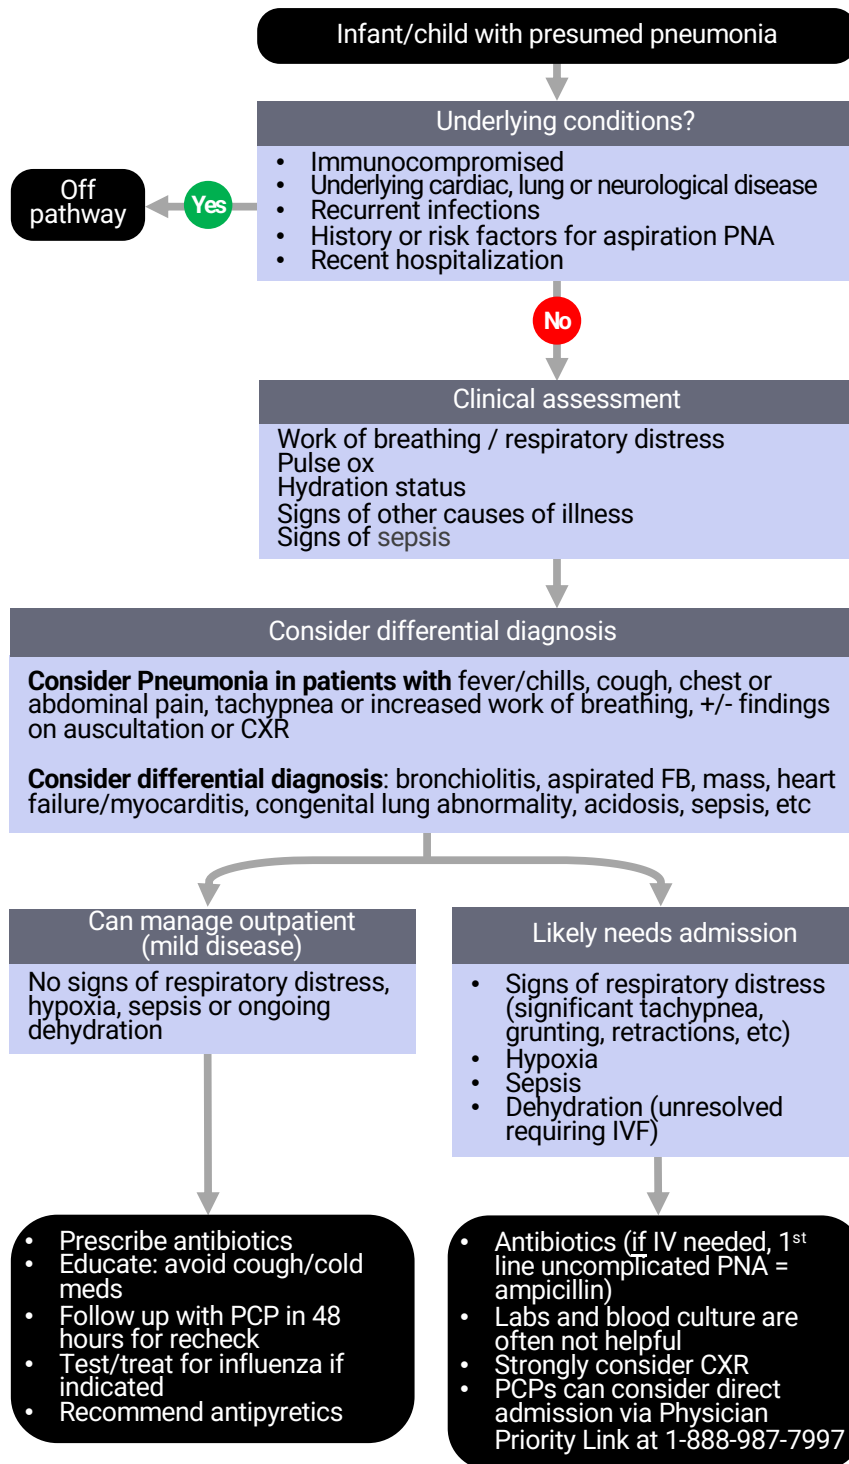 Infant/child with presumed pneumonia
Underlying conditions?
• Immunocompromised
• Underlying cardiac, lung or neurological disease
• Recurrent infections
• History or risk factors for aspiration PNA
• Recent hospitalization
Yes
Off
pathway
No
Clinical assessment
Work of breathing / respiratory distress
Pulse ox
Hydration status
Signs of other causes of illness
Signs of sepsis
Consider differential diagnosis
Consider Pneumonia in patients with fever/chills, cough, chest or
abdominal pain, tachypnea or increased work of breathing, +/- findings
on auscultation or CXR
Consider differential diagnosis: bronchiolitis, aspirated FB, mass, heart
failure/myocarditis, congenital lung abnormality, acidosis, sepsis, etc
Can manage outpatient
(mild disease)
No signs of respiratory distress,
hypoxia, sepsis or ongoing
dehydration
• Prescribe antibiotics
• Educate: avoid cough/cold
meds
• Follow up with PCP in 48
hours for recheck
• Test/treat for influenza if
indicated
• Recommend antipyretics
Likely needs admission
• Signs of respiratory distress
(significant tachypnea,
grunting, retractions, etc)
• Hypoxia
• Sepsis
• Dehydration (unresolved
requiring IVF)
• Antibiotics (if IV needed, 1st
line uncomplicated PNA =
ampicillin)
• Labs and blood culture are
often not helpful
• Strongly consider CXR
• PCPs can consider direct
admission via Physician
Priority Link at 1-888-987-7997